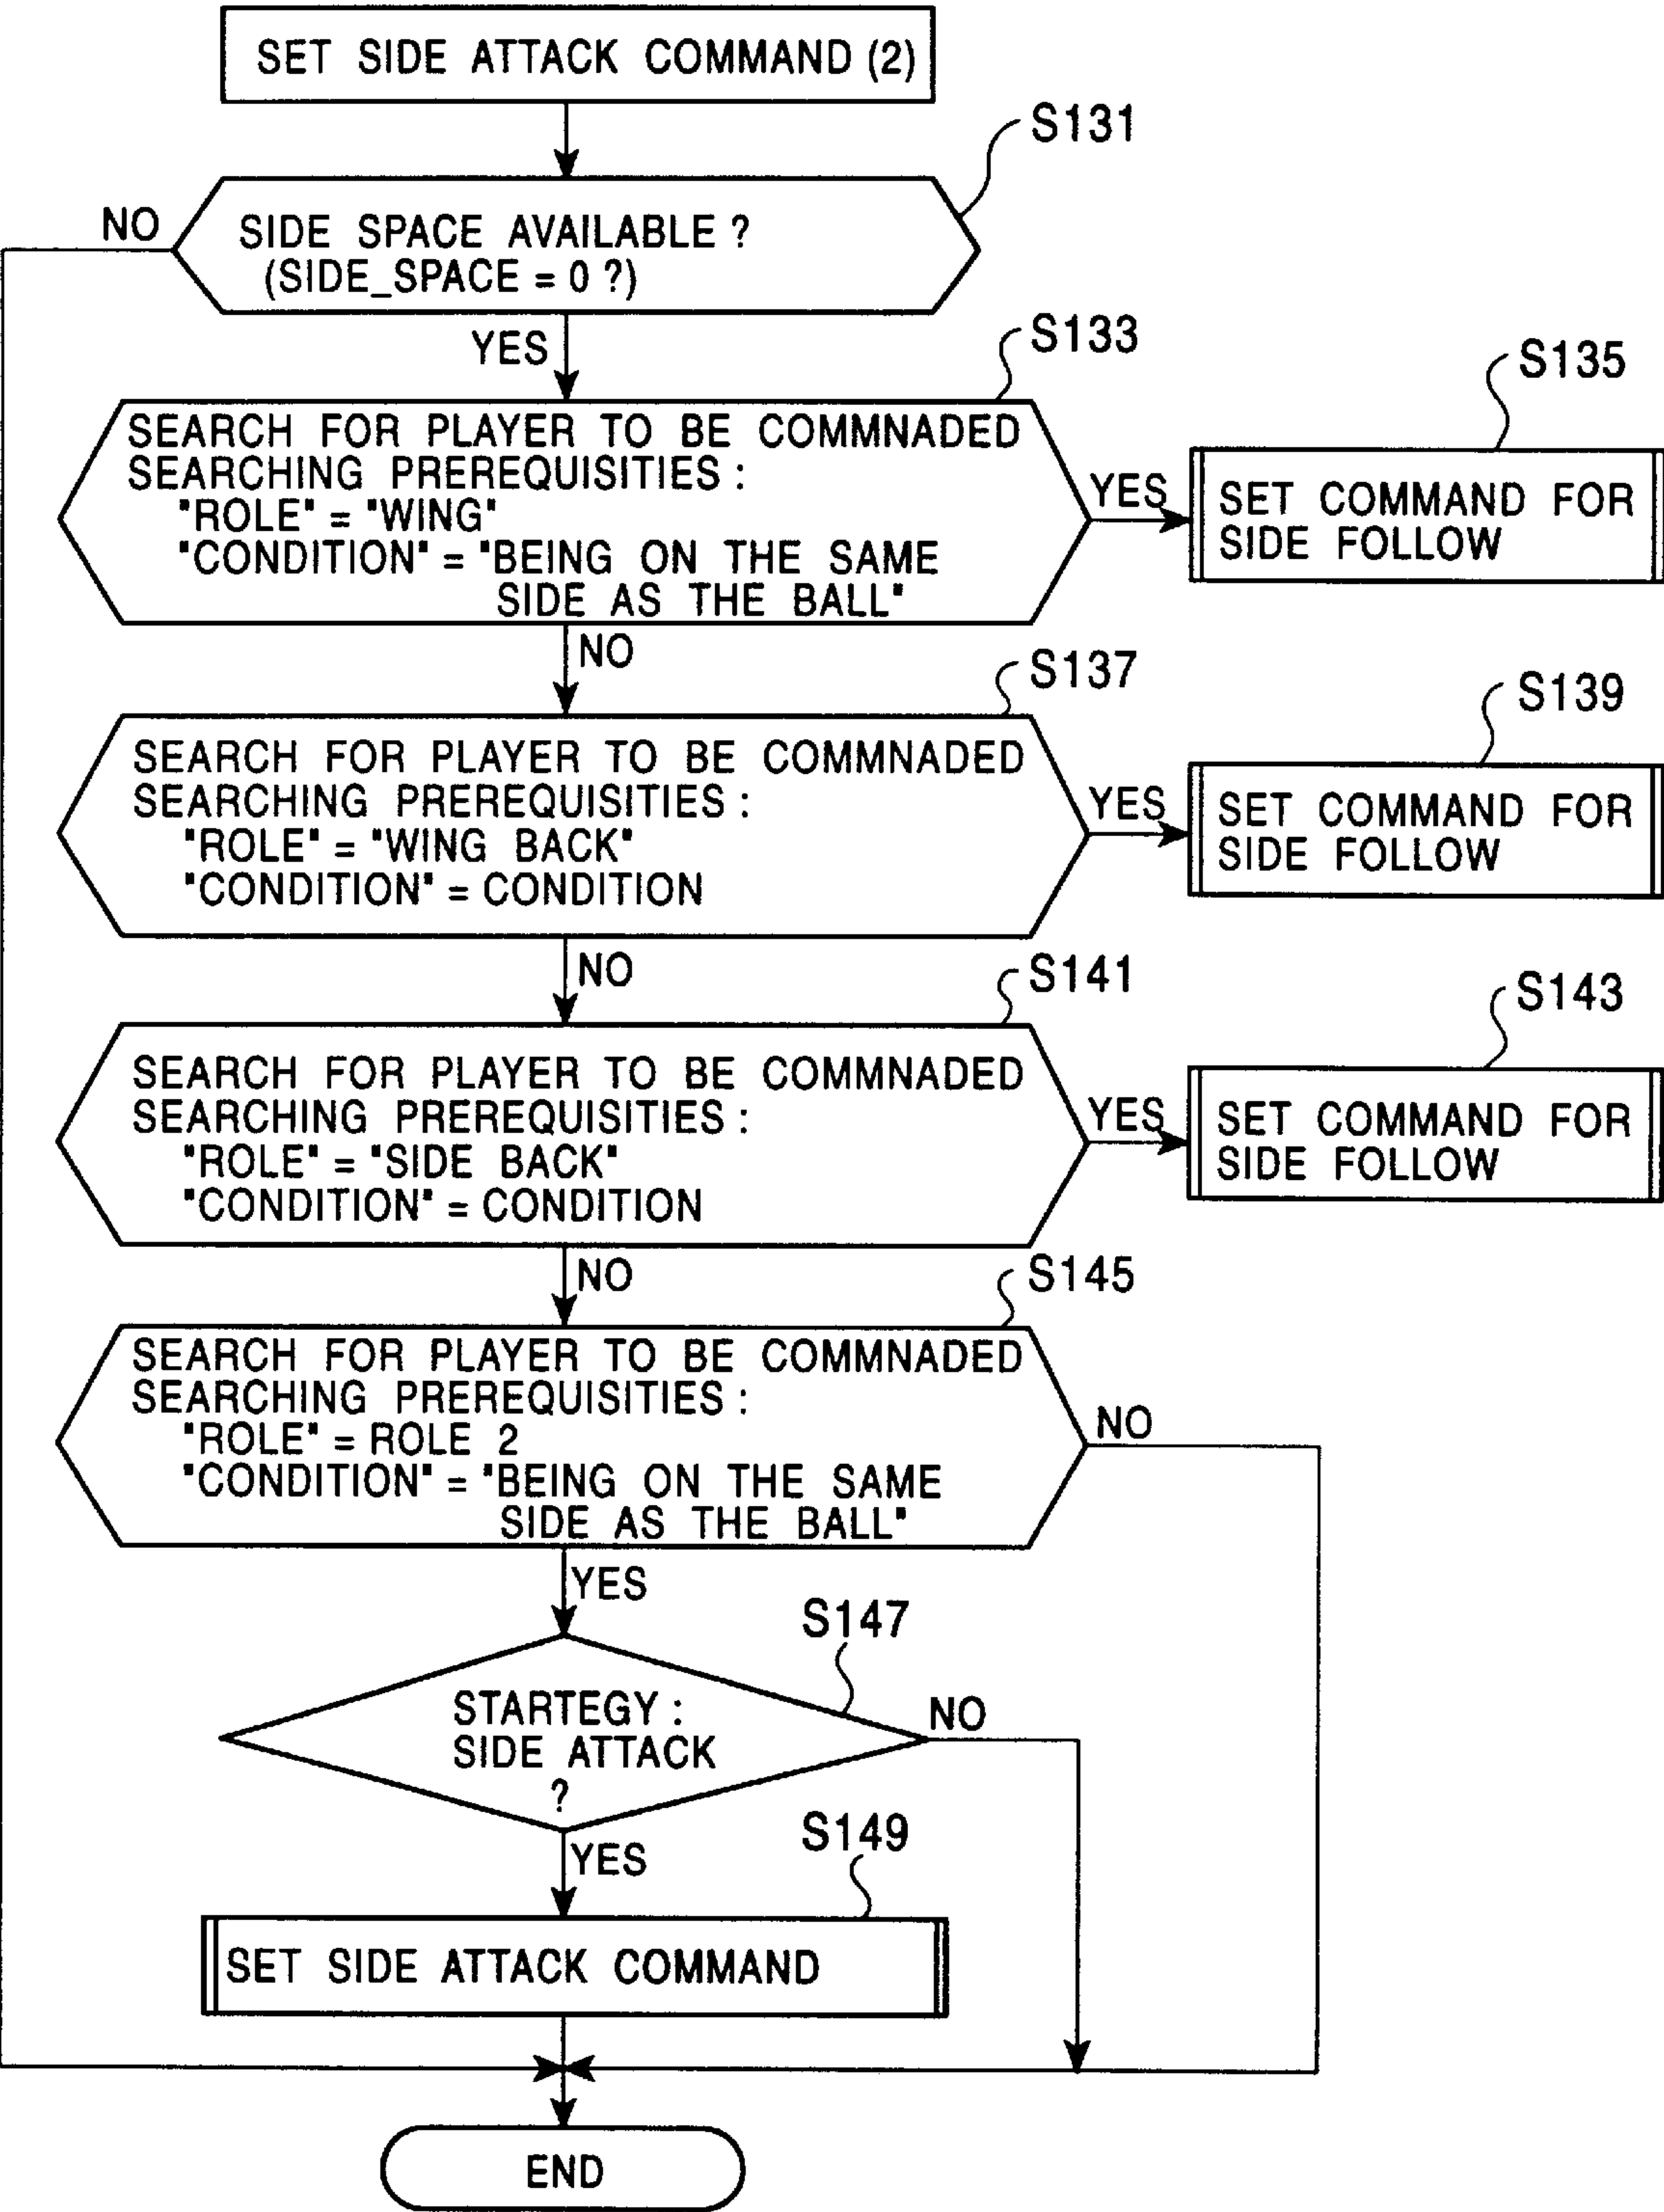 SET SIDE ATTACK COMMAND (2)
S131
NO
SIDE SPACE AVAILABLE ?
(SIDE_SPACE = 0 ?)
YES
S133
S135
SEARCH FOR PLAYER TO BE COMMNADED
SEARCHING PREREQUISITIES :
"ROLE" = "WING"
"CONDITION" = "BEING ON THE SAME
SIDE AS THE BALL"
YES
SET COMMAND FOR
SIDE FOLLOW
NO
S137
S139
SEARCH FOR PLAYER TO BE COMMNADED
SEARCHING PREREQUISITIES :
"ROLE" = "WING BACK"
"CONDITION" = CONDITION
YES
SET COMMAND FOR
SIDE FOLLOW
NO
S141
S143
SEARCH FOR PLAYER TO BE COMMNADED
SEARCHING PREREQUISITIES :
"ROLE" = "SIDE BACK"
"CONDITION" = CONDITION
YES
SET COMMAND FOR
SIDE FOLLOW
NO
S145
SEARCH FOR PLAYER TO BE COMMNADED
SEARCHING PREREQUISITIES :
"ROLE" = ROLE 2
"CONDITION" = "BEING ON THE SAME
SIDE AS THE BALL"
NO
YES
S147
STARTEGY :
SIDE ATTACK
?
NO
YES
S149
SET SIDE ATTACK COMMAND
END